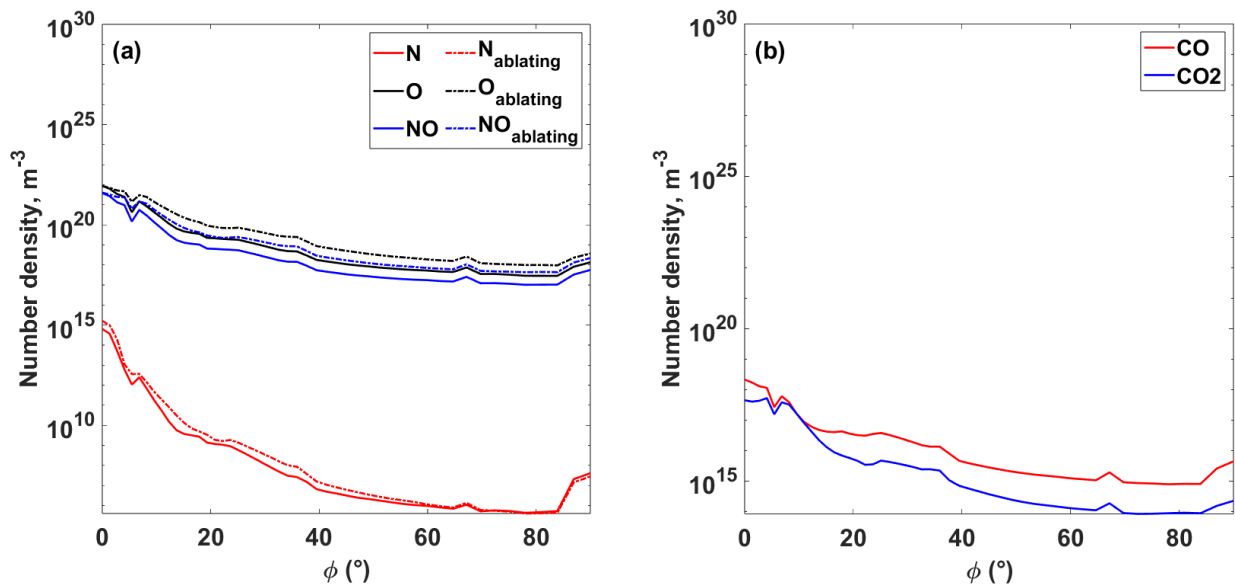 (a)
N N_ablating
O O_ablating
NO NO_ablating
10^30
10^25
10^20
10^15
10^10
Number density, m^-3
0 20 40 60 80
ϕ (°)
(b)
CO
CO2
10^30
10^25
10^20
10^15
Number density, m^-3
0 20 40 60 80
ϕ (°)